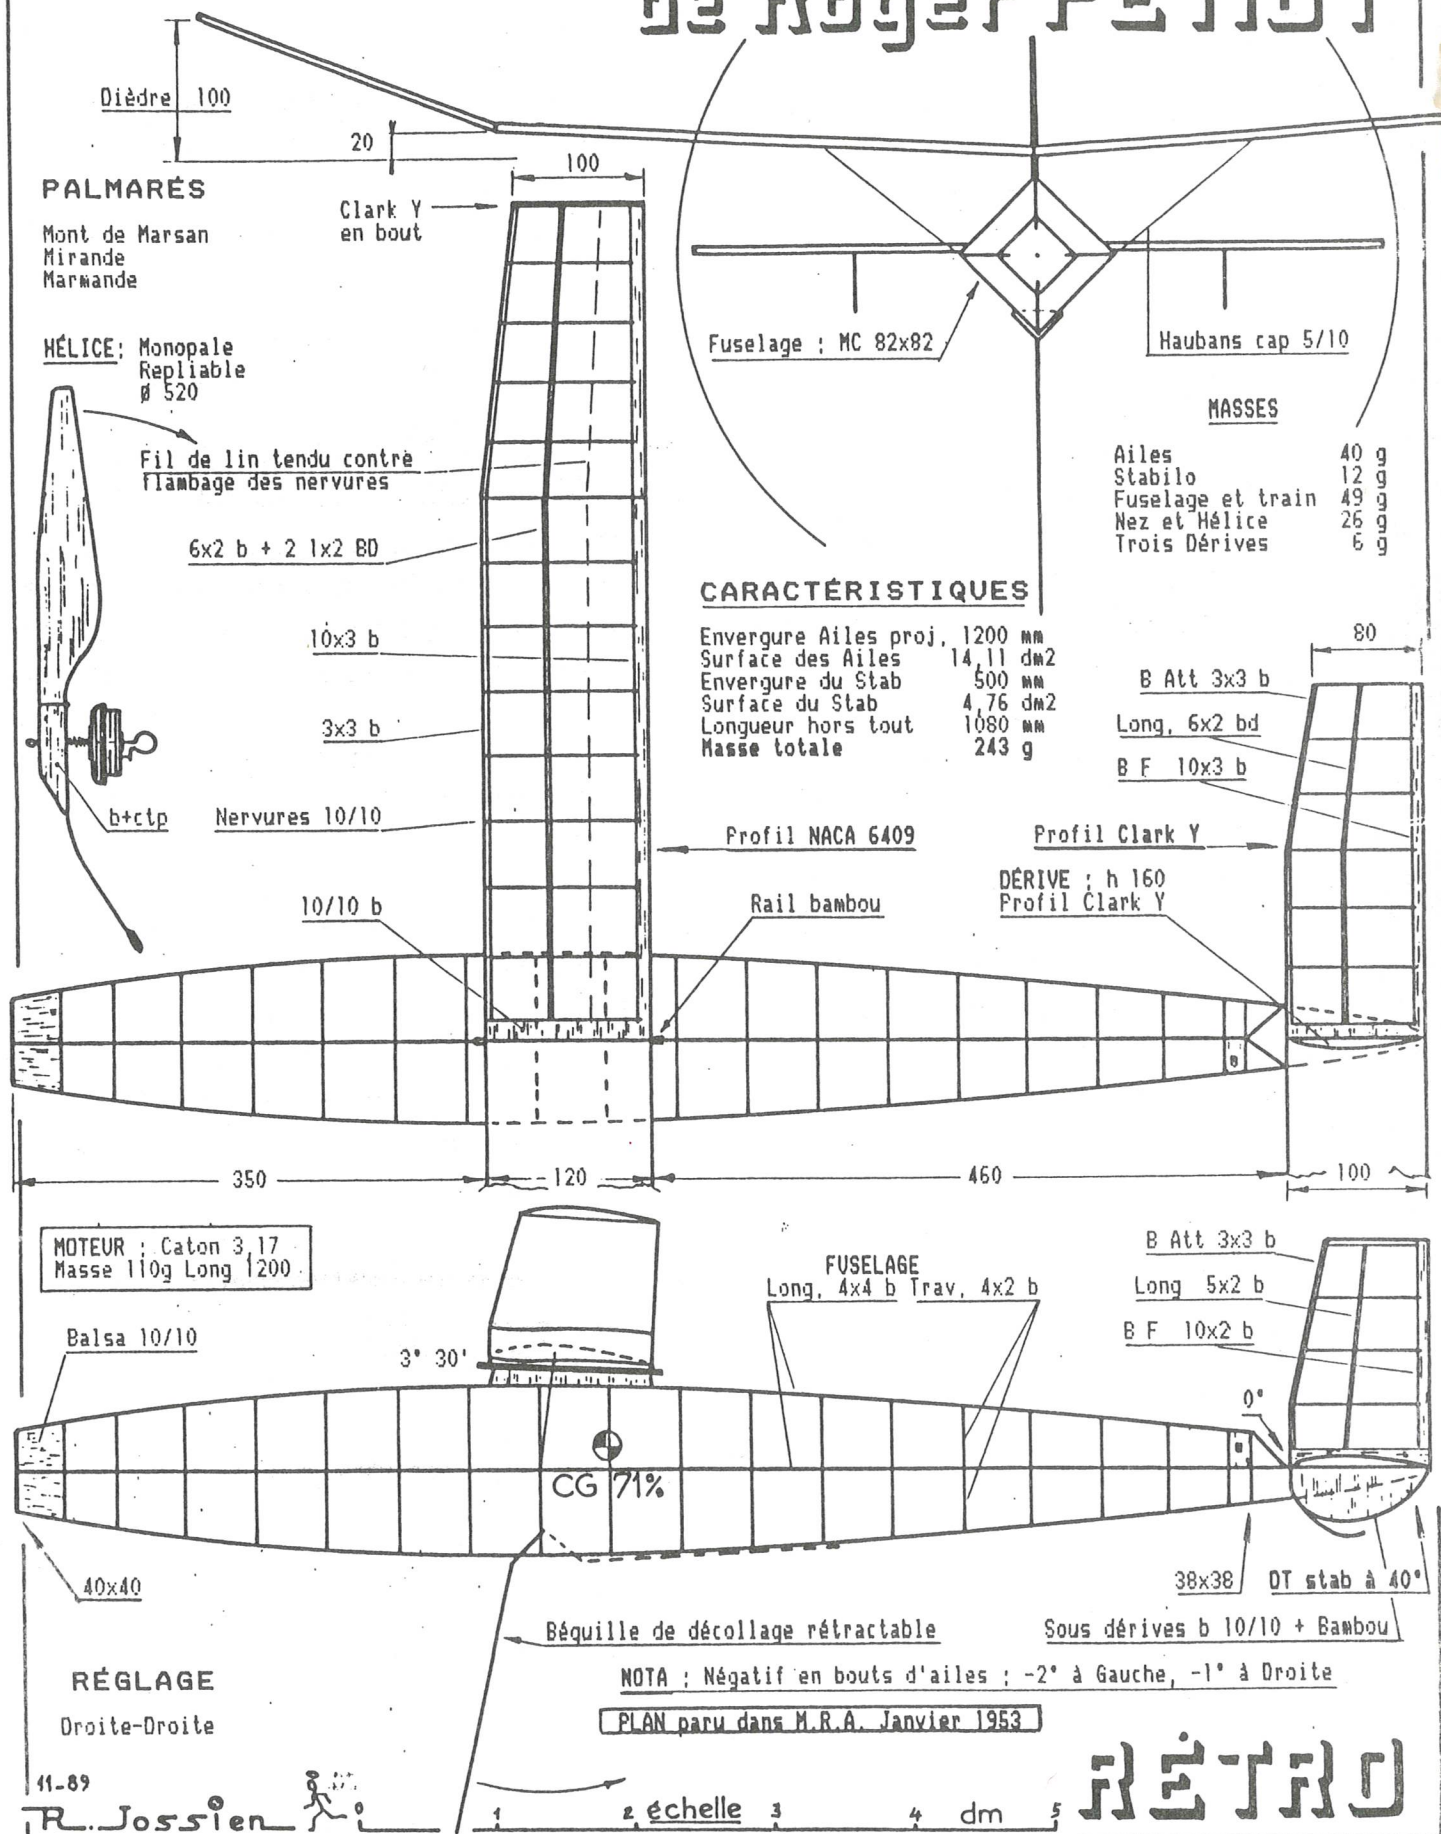 de Roger
Dièdre 100
20
100
PALMARÉS
Mont de Marsan
Mirande
Marmande
Clark Y
en bout
HÉLICE: Monopale
Repliable
Ø 520
Fil de lin tendu contre
flambage des nervures
Fuselage : MC 82x82
Haubans cap 5/10
MASSES
Ailes 40 g
Stabilo 12 g
Fuselage et train 49 g
Nez et Hélice 26 g
Trois Dérives 6 g
6x2 b + 2 1x2 BD
10x3 b
3x3 b
b+ctp
Nervures 10/10
10/10 b
CARACTÉRISTIQUES
Envergure Ailes proj. 1200 mm
Surface des Ailes 14,11 dm2
Envergure du Stab 500 mm
Surface du Stab 4,76 dm2
Longueur hors tout 1080 mm
Masse totale 243 g
80
B Att 3x3 b
Long, 6x2 bd
B F 10x3 b
Profil NACA 6409
Profil Clark Y
Rail bambou
DÉRIVE : h 160
Profil Clark Y
350
120
460
100
MOTEUR : Caton 3,17
Masse 110g Long 1200
Balsa 10/10
3° 30'
FUSELAGE
Long, 4x4 b Trav, 4x2 b
B Att 3x3 b
Long 5x2 b
B F 10x2 b
0°
CG 71%
40x40
38x38
DT stab à 40°
Béquille de décollage rétractable
Sous dérives b 10/10 + Bambou
RÉGLAGE
Droite-Droite
NOTA : Négatif en bouts d'ailes : -2° à Gauche, -1° à Droite
PLAN paru dans M.R.A. Janvier 1953
RÉTRO
11-89
R. Jossien
0 1 2 échelle 3 4 dm 5